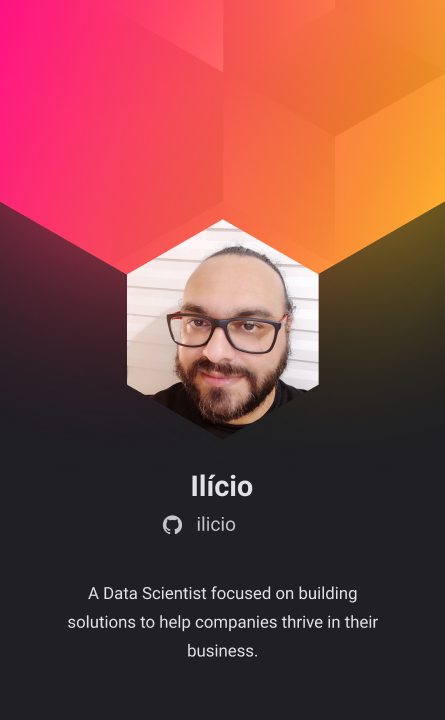 Ilício
ilicio
A Data Scientist focused on building
solutions to help companies thrive in their
business.